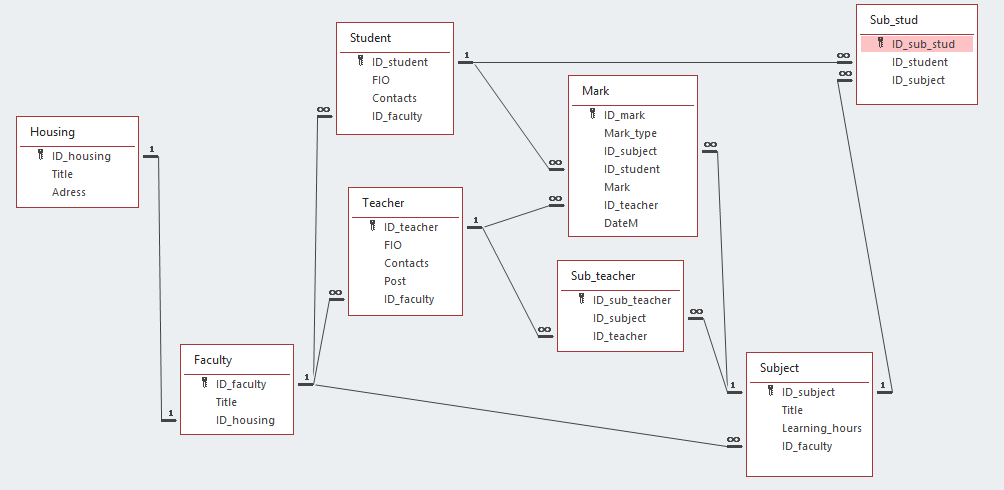 Housing
ID_housing
Title
Adress
1
1
Student
ID_student
FIO
Contacts
ID_faculty
1
∞
Teacher
ID_teacher
FIO
Contacts
Post
ID_faculty
1
∞
Faculty
ID_faculty
Title
ID_housing
1
Mark
ID_mark
Mark_type
ID_subject
ID_student
Mark
ID_teacher
DateM
∞
∞
∞
Sub_teacher
ID_sub_teacher
ID_subject
ID_teacher
∞
∞
Sub_stud
ID_sub_stud
ID_student
ID_subject
∞
∞
Subject
ID_subject
Title
Learning_hours
ID_faculty
1
1
∞